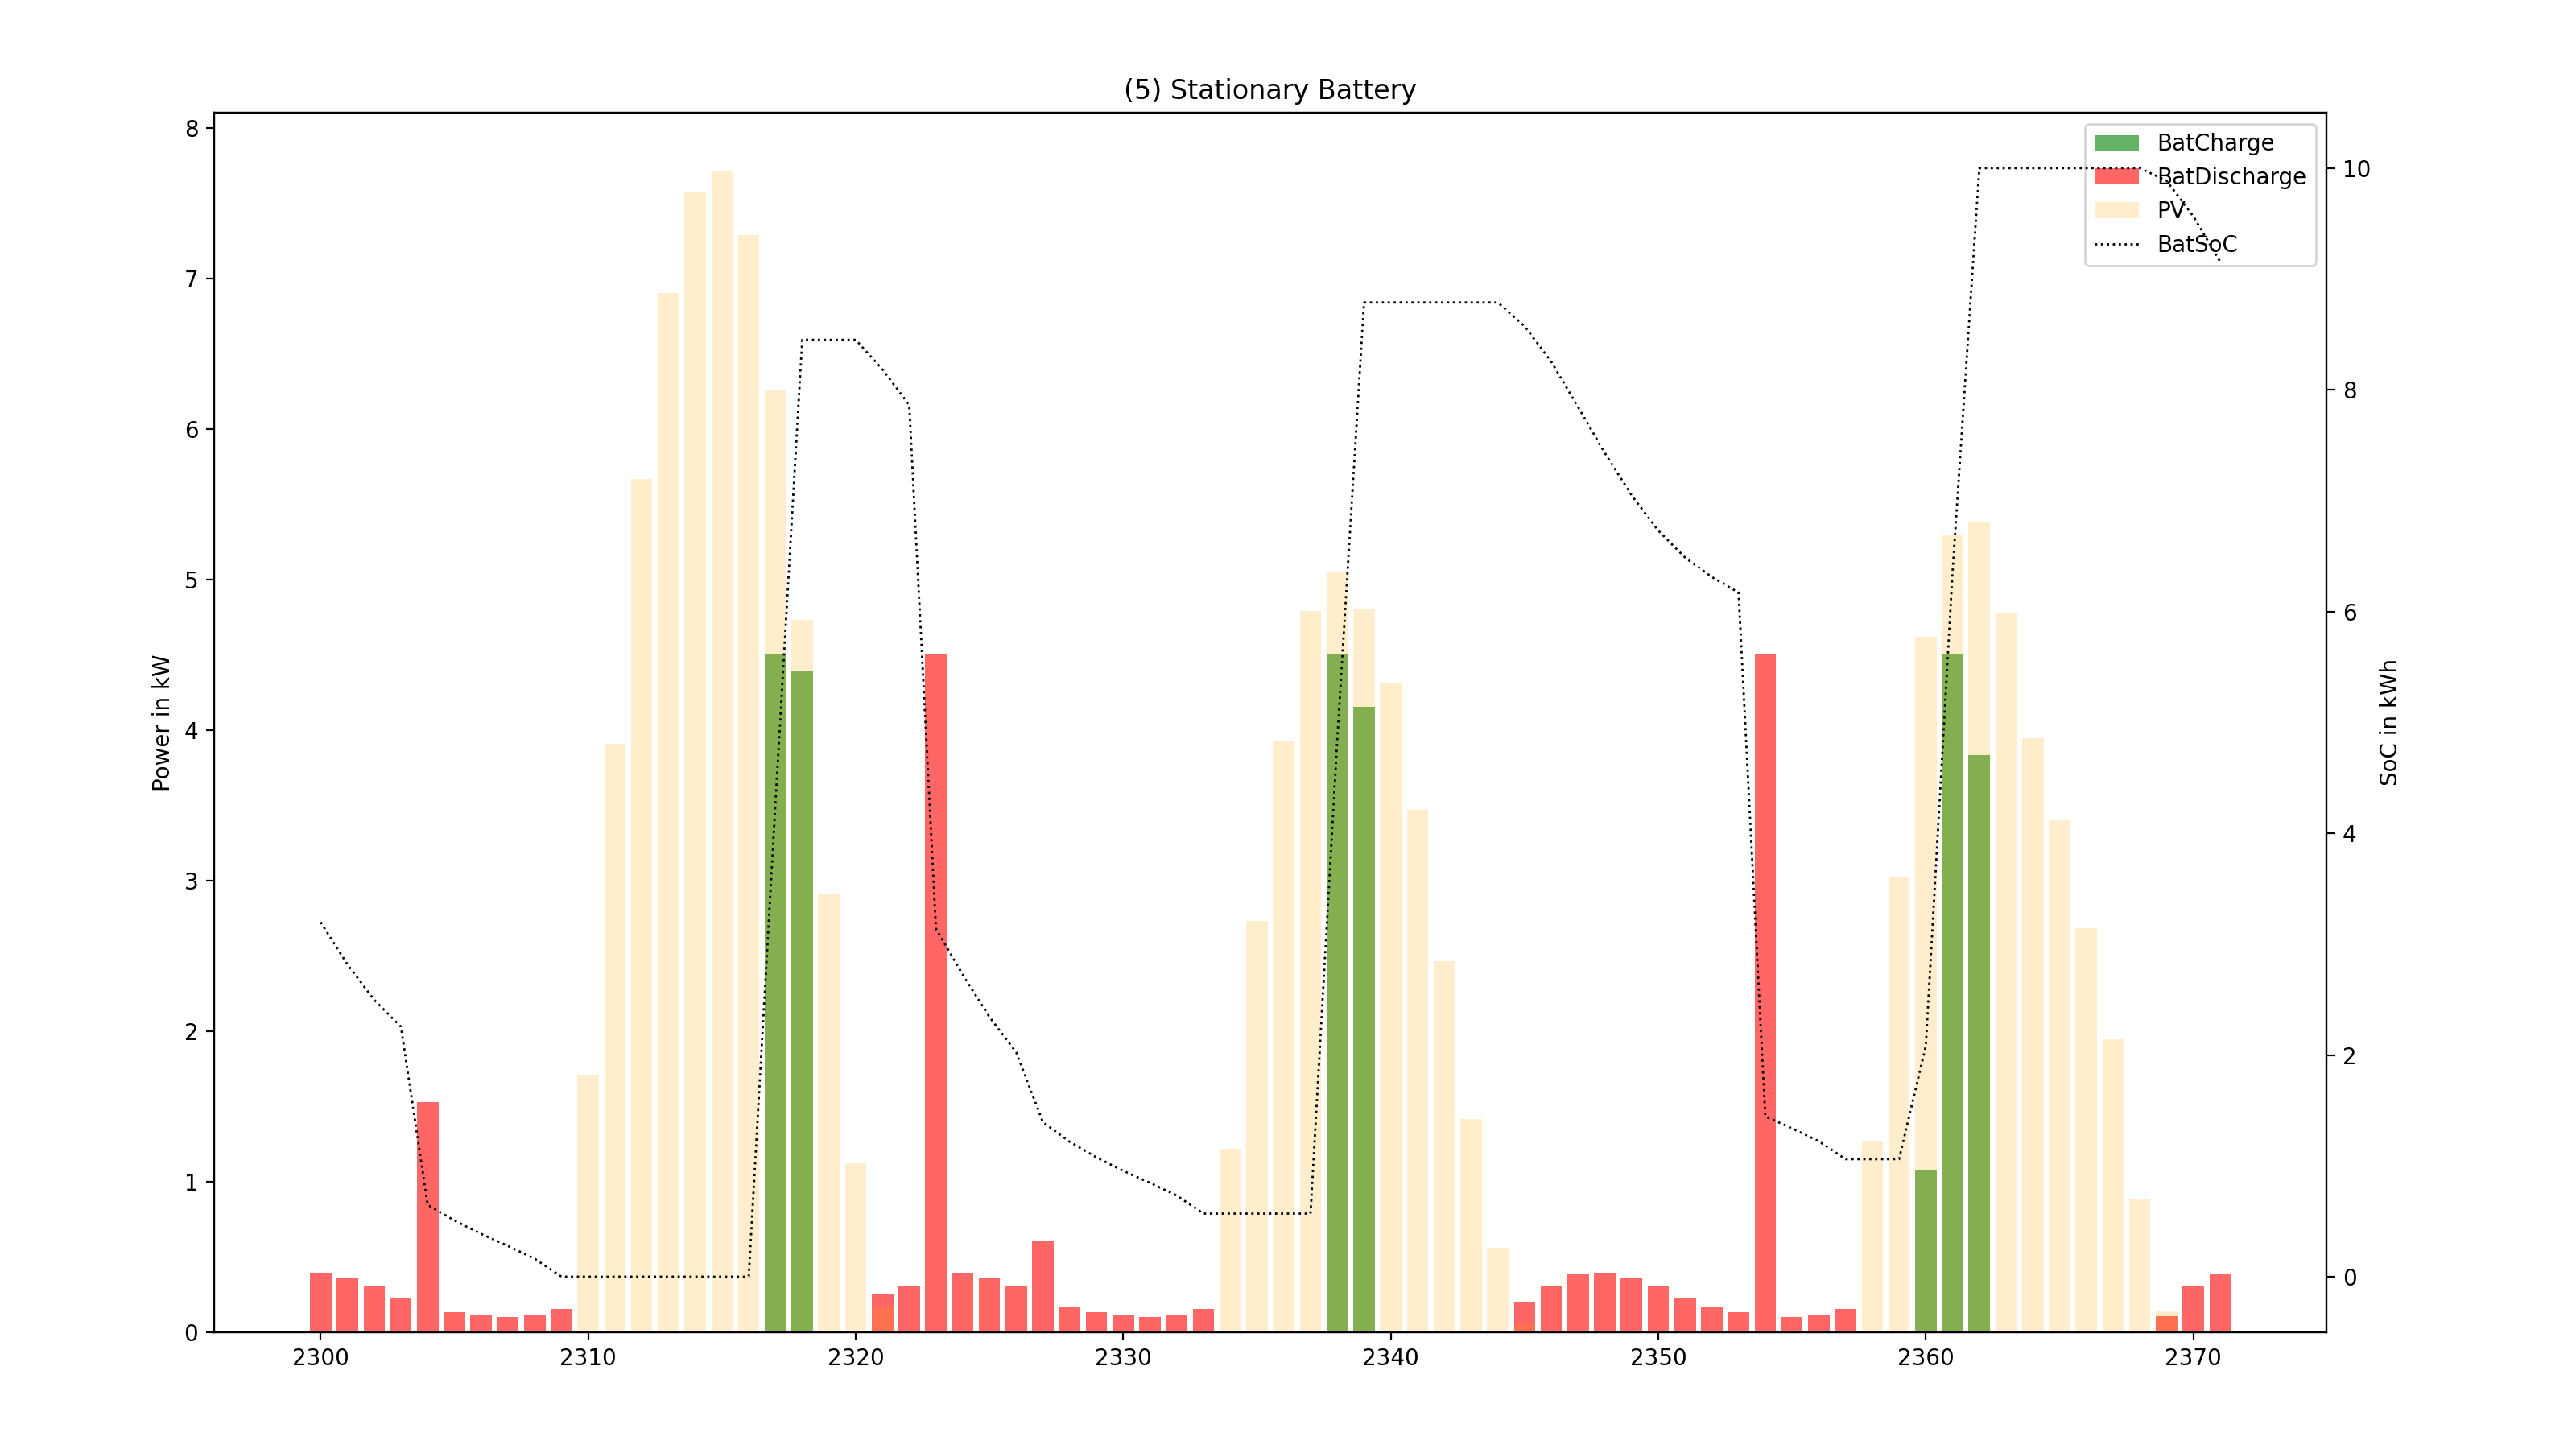 (5) Stationary Battery
8
7
6
5
4
3
2
1
0
Power in kW
BatCharge
BatDischarge
PV
BatSoC
10
8
6
4
2
0
SoC in kWh
2300 2310 2320 2330 2340 2350 2360 2370